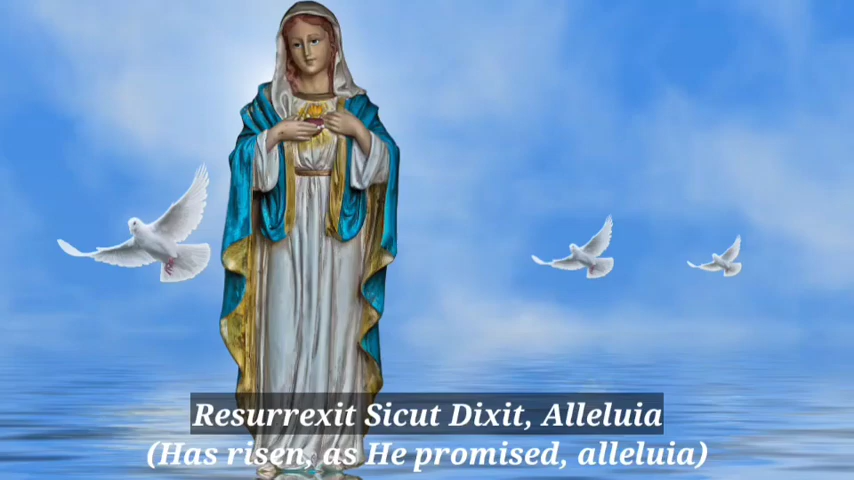 Resurrexit Sicut Dixit, Alleluia
(Has risen, as He promised, alleluia)